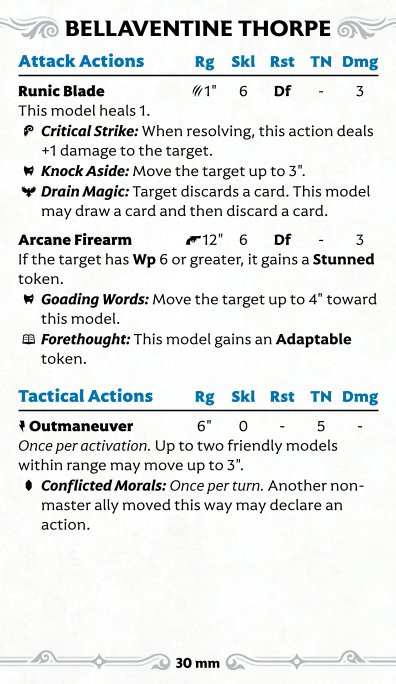 BELLAVENTINE THORPE
Attack Actions Rg Skl Rst TN Dmg
Runic Blade 1" 6 Df - 3
This model heals 1.
Critical Strike: When resolving, this action deals
+1 damage to the target.
Knock Aside: Move the target up to 3".
Drain Magic: Target discards a card. This model
may draw a card and then discard a card.
Arcane Firearm 12" 6 Df - 3
If the target has Wp 6 or greater, it gains a Stunned
token.
Goading Words: Move the target up to 4" toward
this model.
Forethought: This model gains an Adaptable
token.
Tactical Actions Rg Skl Rst TN Dmg
Outmaneuver 6" 0 - 5 -
Once per activation. Up to two friendly models
within range may move up to 3".
Conflicted Morals: Once per turn. Another non-
master ally moved this way may declare an
action.
30 mm